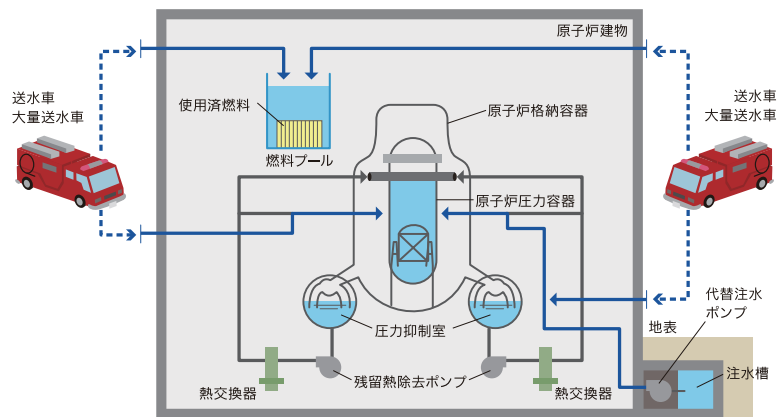 原子炉建物
送水車
大量送水車
使用済燃料
燃料プール
原子炉格納容器
送水車
大量送水車
原子炉圧力容器
圧力抑制室
代替注水
ポンプ
地表
注水槽
熱交換器
残留熱除去ポンプ
熱交換器